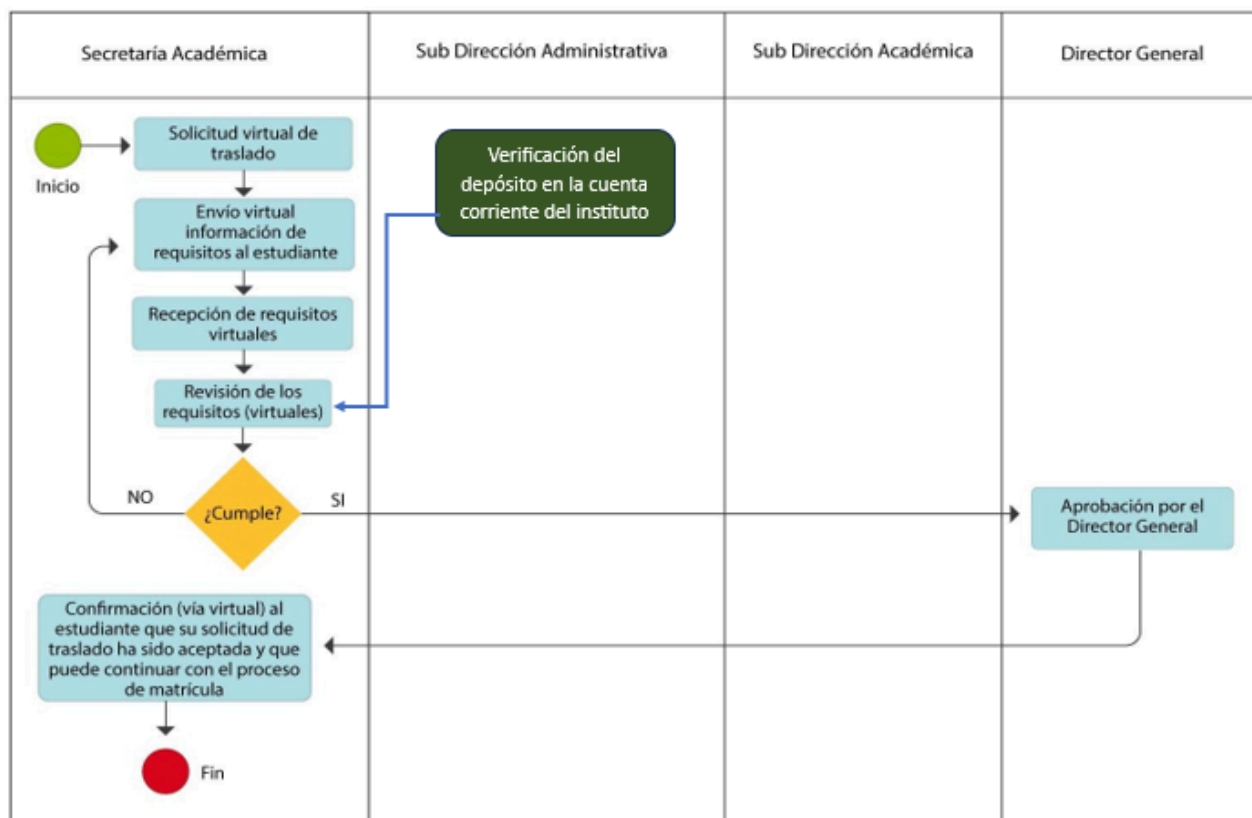 Secretaría Académica
Sub Dirección Administrativa
Sub Dirección Académica
Director General
Inicio
Solicitud virtual de
traslado
Verificación del
depósito en la cuenta
corriente del instituto
Envío virtual
información de
requisitos al estudiante
Recepción de requisitos
virtuales
Revisión de los
requisitos (virtuales)
NO
¿Cumple?
SI
Aprobación por el
Director General
Confirmación (vía virtual) al
estudiante que su solicitud de
traslado ha sido aceptada y que
puede continuar con el proceso
de matrícula
Fin